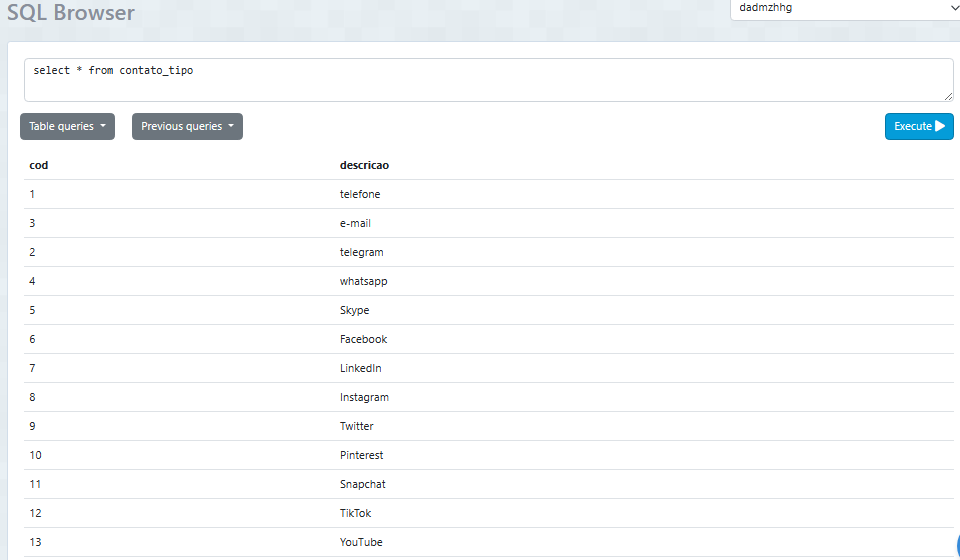 SQL Browser
dadmzhhg
select * from contato_tipo
Table queries Previous queries Execute
cod descricao
1 telefone
3 e-mail
2 telegram
4 whatsapp
5 Skype
6 Facebook
7 LinkedIn
8 Instagram
9 Twitter
10 Pinterest
11 Snapchat
12 TikTok
13 YouTube